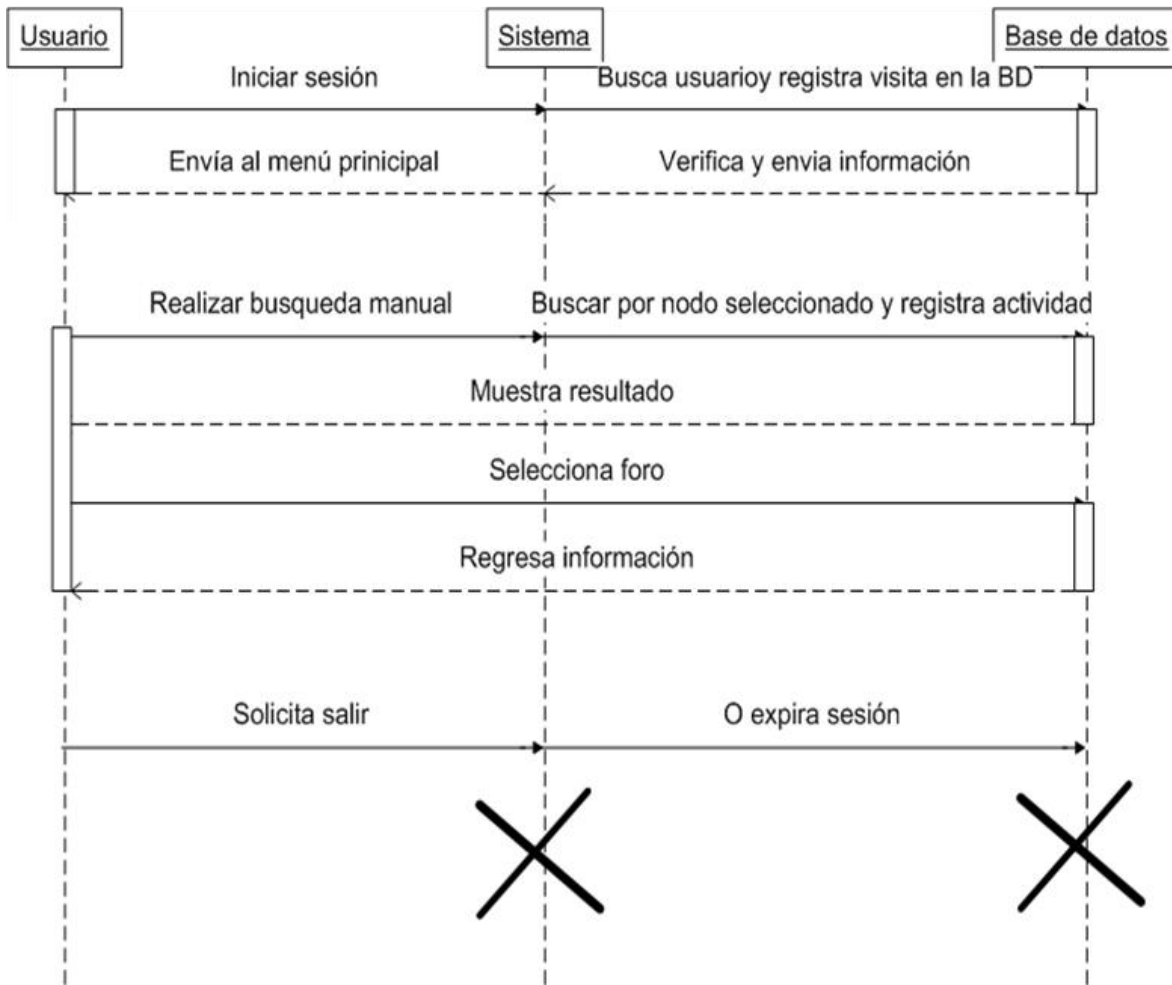 Usuario
Sistema
Base de datos
Iniciar sesión
Busca usuarioy registra visita en la BD
Envía al menú prinicipal
Verifica y envia información
Realizar busqueda manual
Buscar por nodo seleccionado y registra actividad
Muestra resultado
Selecciona foro
Regresa información
Solicita salir
O expira sesión